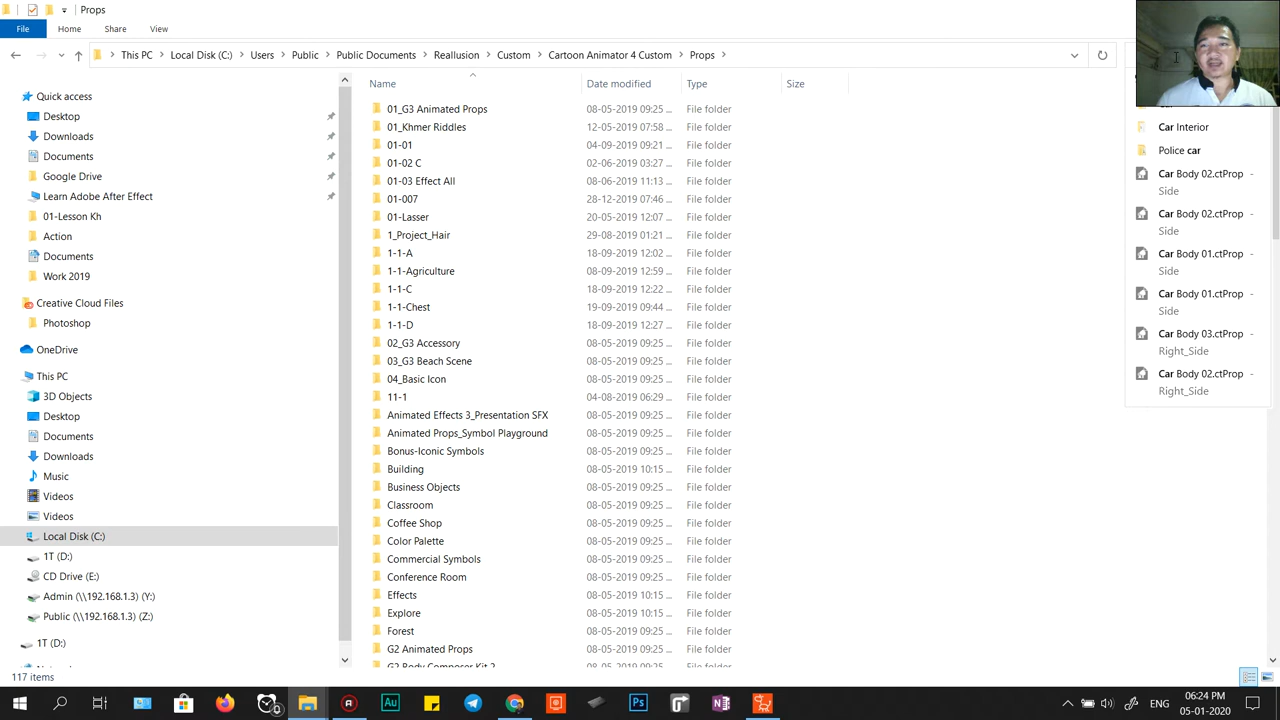 Props
File
Home
Share
View
This PC
Local Disk (C:)
Users
Public
Public Documents
Reallusion
Custom
Cartoon Animator 4 Custom
Props
Name
Date modified
Type
Size
Quick access
Desktop
Downloads
Documents
Google Drive
Learn Adobe After Effect
01-Lesson Kh
Action
Documents
Work 2019
Creative Cloud Files
Photoshop
OneDrive
This PC
3D Objects
Desktop
Documents
Downloads
Music
Videos
Videos
Local Disk (C:)
1T (D:)
CD Drive (E:)
Admin (\\192.168.1.3) (Y:)
Public (\\192.168.1.3) (Z:)
1T (D:)
01_G3 Animated Props 08-05-2019 09:25 ... File folder
01_Khmer Riddles 12-05-2019 07:58 ... File folder
01-01 04-09-2019 09:21 ... File folder
01-02 C 02-06-2019 03:27 ... File folder
01-03 Effect All 08-06-2019 11:13 ... File folder
01-007 28-12-2019 07:46 ... File folder
01-Lasser 20-05-2019 12:07 ... File folder
1_Project_Hair 29-08-2019 01:21 ... File folder
1-1-A 18-09-2019 12:02 ... File folder
1-1-Agriculture 08-09-2019 12:59 ... File folder
1-1-C 18-09-2019 12:22 ... File folder
1-1-Chest 19-09-2019 09:44 ... File folder
1-1-D 18-09-2019 12:27 ... File folder
02_G3 Accessory 08-05-2019 09:25 ... File folder
03_G3 Beach Scene 08-05-2019 09:25 ... File folder
04_Basic Icon 08-05-2019 09:25 ... File folder
11-1 04-08-2019 06:29 ... File folder
Animated Effects 3_Presentation SFX 08-05-2019 09:25 ... File folder
Animated Props_Symbol Playground 08-05-2019 09:25 ... File folder
Bonus-Iconic Symbols 08-05-2019 09:25 ... File folder
Building 08-05-2019 10:15 ... File folder
Business Objects 08-05-2019 09:25 ... File folder
Classroom 08-05-2019 09:25 ... File folder
Coffee Shop 08-05-2019 09:25 ... File folder
Color Palette 08-05-2019 09:25 ... File folder
Commercial Symbols 08-05-2019 09:25 ... File folder
Conference Room 08-05-2019 09:25 ... File folder
Effects 08-05-2019 10:15 ... File folder
Explore 08-05-2019 10:15 ... File folder
Forest 08-05-2019 09:25 ... File folder
G2 Animated Props 08-05-2019 09:25 ... File folder
Car Interior
Police car
Car Body 02.ctProp -
Side
Car Body 02.ctProp -
Side
Car Body 01.ctProp -
Side
Car Body 01.ctProp -
Side
Car Body 03.ctProp -
Right_Side
Car Body 02.ctProp -
Right_Side
117 items
ENG
06:24 PM
05-01-2020